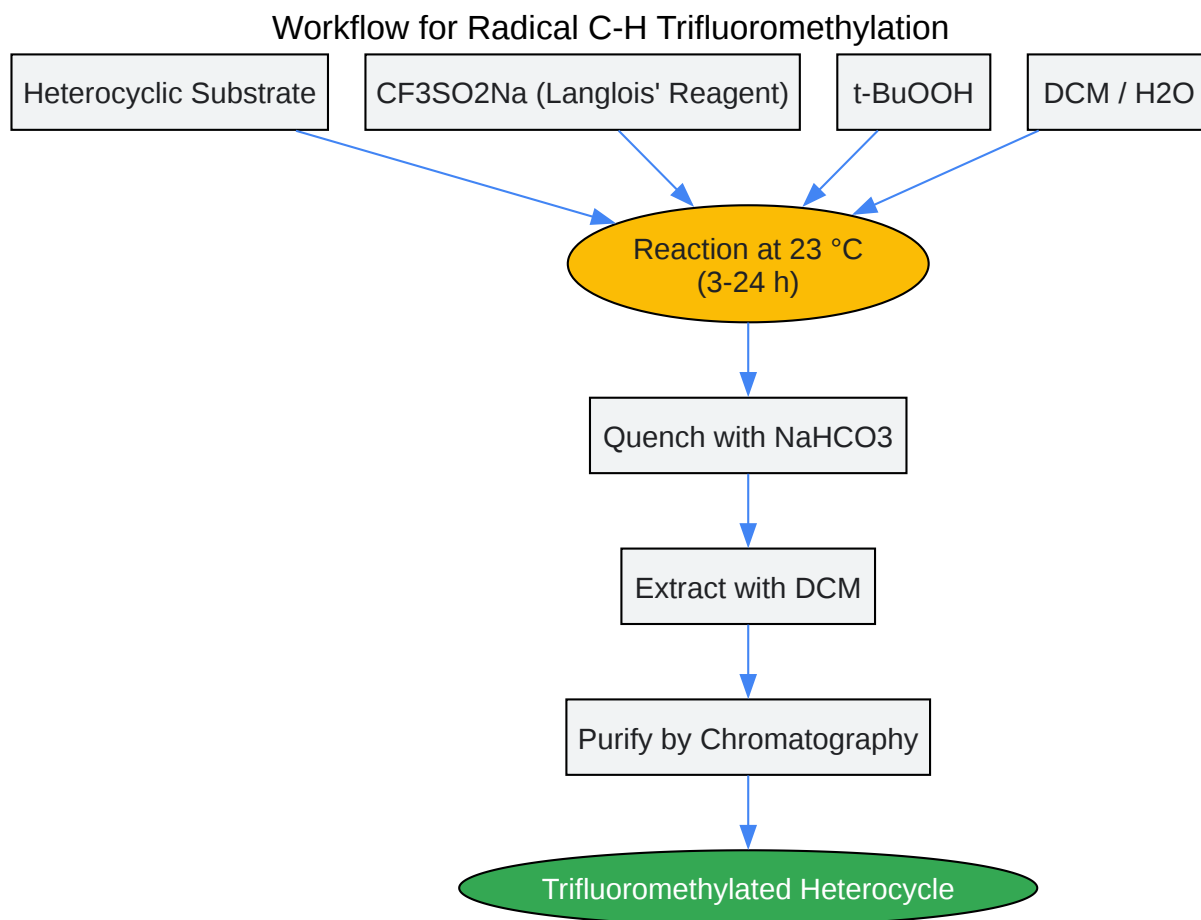 Workflow for Radical C-H Trifluoromethylation
Heterocyclic Substrate
CF3SO2Na (Langlois' Reagent)
t-BuOOH
DCM / H2O
Reaction at 23 °C
(3-24 h)
Quench with NaHCO3
Extract with DCM
Purify by Chromatography
Trifluoromethylated Heterocycle